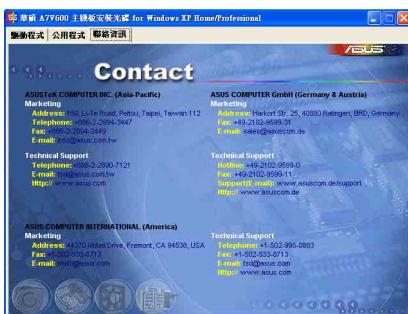 華碩 A7V600 主機板安裝光碟 for Windows XP Home/Professional
驅動程式 公用程式 聯絡資訊
ASUS
Contact
ASUSTeK COMPUTER INC. (Asia-Pacific)
Marketing
Address: 150, Li-Te Road, Peitou, Taipei, Taiwan 112
Telephone: +886-2-2894-3447
Fax: +886-2-2894-3449
E-mail: info@asus.com.tw
Technical Support
Telephone: +886-2-2890-7121
E-mail: tsd@asus.com.tw
Http:// www.asus.com
ASUS COMPUTER GmbH (Germany & Austria)
Marketing
Address: Harkort Str. 25, 40880 Ratingen, BRD, Germany
Fax: +49-2102-9599-31
E-mail: sales@asuscom.de
Technical Support
Hotline: +49-2102-9599-0
Fax: +49-2102-9599-11
Support(E-mail): www.asuscom.de/support
Http:// www.asuscom.de
ASUS COMPUTER INTERNATIONAL (America)
Marketing
Address: 44370 Nobel Drive, Fremont, CA 94538, USA
Fax: +1-502-933-8713
E-mail: tmd1@asus.com
Technical Support
Telephone: +1-502-995-0883
Fax: +1-502-933-8713
E-mail: tsd@asus.com
Http:// www.asus.com